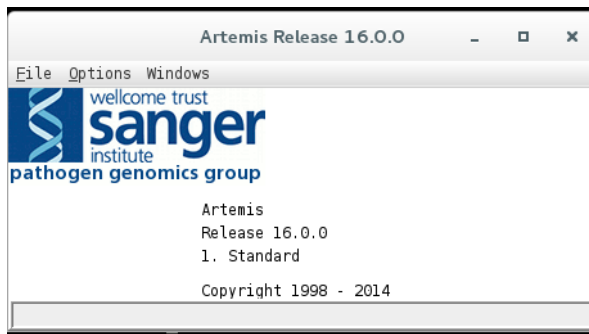 Artemis Release 16.0.0
File Options Windows
wellcome trust
sanger
institute
pathogen genomics group
Artemis
Release 16.0.0
1. Standard
Copyright 1998 - 2014